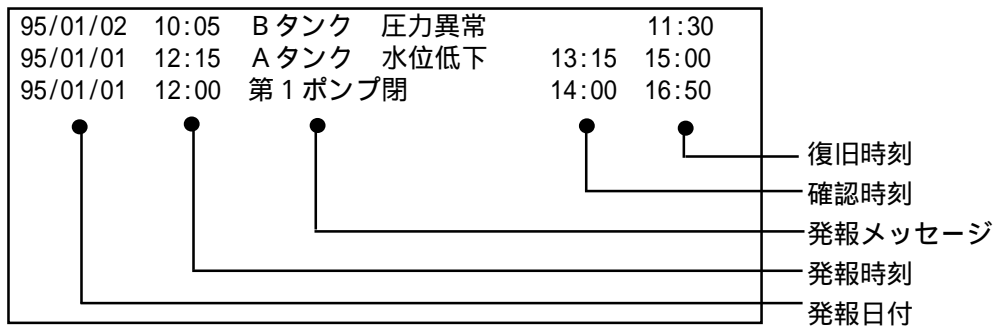 95/01/02 10:05 Bタンク 圧力異常 11:30
95/01/01 12:15 Aタンク 水位低下 13:15 15:00
95/01/01 12:00 第1ポンプ閉 14:00 16:50
復旧時刻
確認時刻
発報メッセージ
発報時刻
発報日付